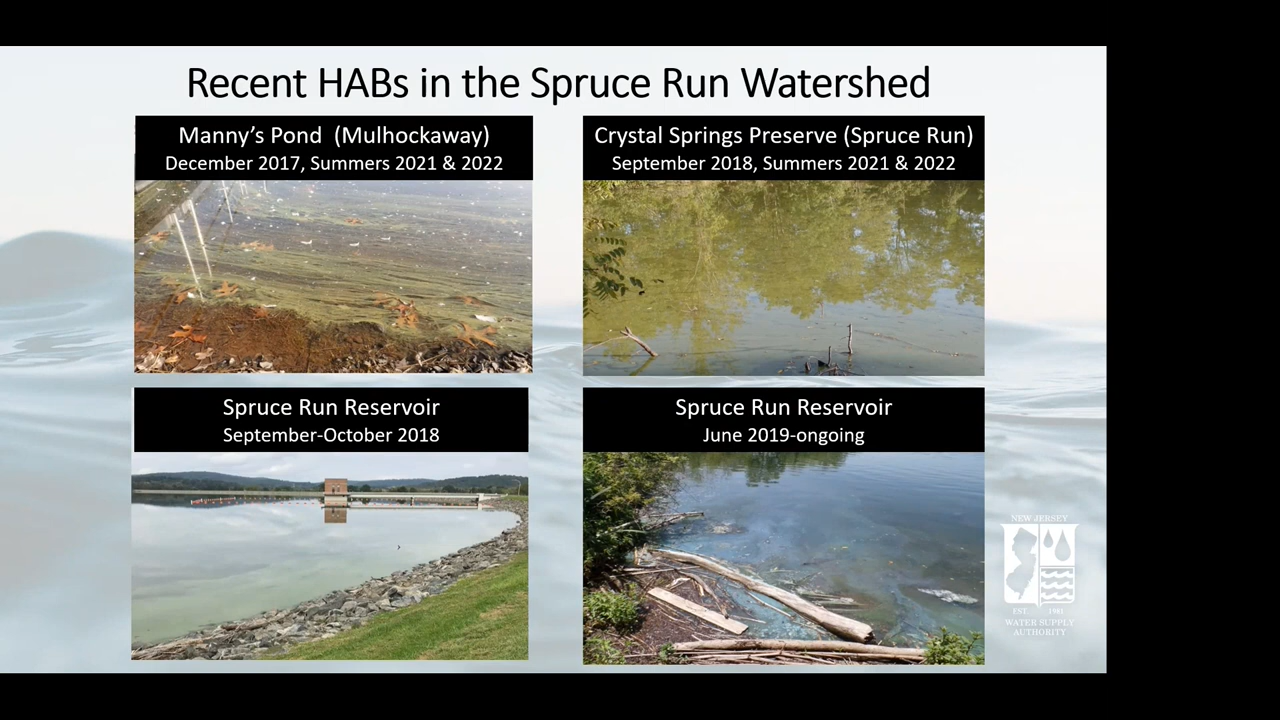 Recent HABs in the Spruce Run Watershed
Manny's Pond  (Mulhockaway)
December 2017, Summers 2021 & 2022
Crystal Springs Preserve (Spruce Run)
September 2018, Summers 2021 & 2022
Spruce Run Reservoir
September-October 2018
Spruce Run Reservoir
June 2019-ongoing
NEW JERSEY
EST. 1981
WATER SUPPLY
AUTHORITY